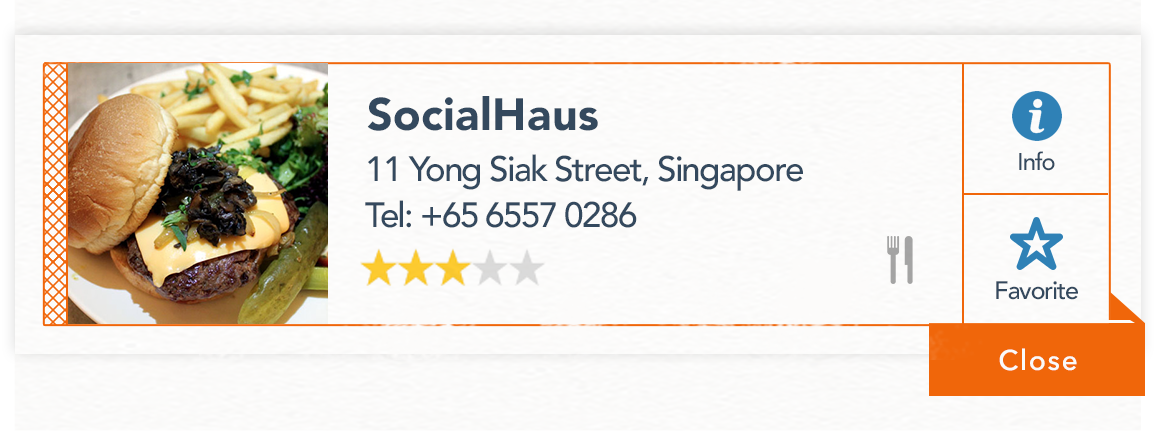 SocialHaus
11 Yong Siak Street, Singapore
Tel: +65 6557 0286
Info
Favorite
Close